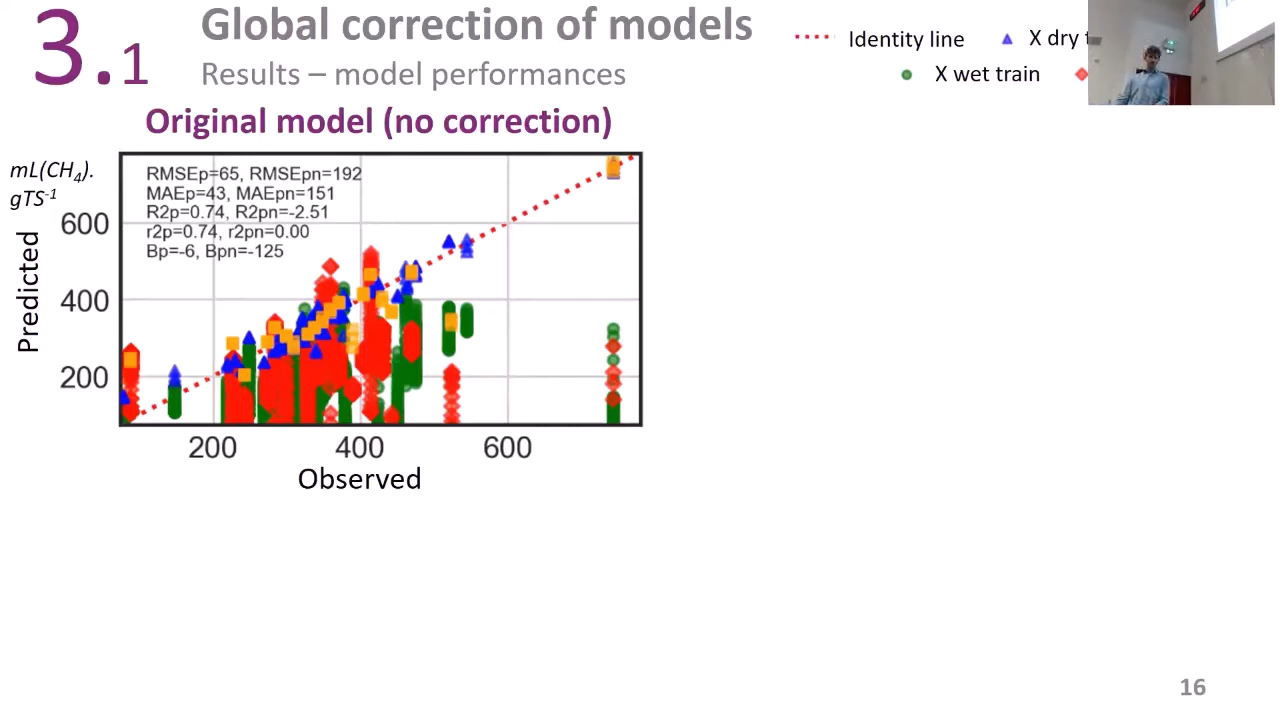 3.1
Global correction of models
Results – model performances
Identity line
X dry
X wet train
Original model (no correction)
mL(CH4).
gTS-1
RMSEp=65, RMSEpn=192
MAEp=43, MAEpn=151
R2p=0.74, R2pn=-2.51
r2p=0.74, r2pn=0.00
Bp=-6, Bpn=-125
Predicted
600
400
200
200 400 600
Observed
16